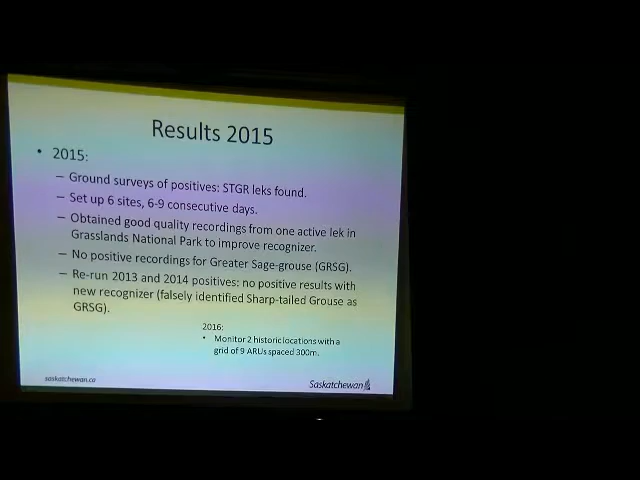 Results 2015
• 2015:
– Ground surveys of positives: STGR leks found.
– Set up 6 sites, 6-9 consecutive days.
– Obtained good quality recordings from one active lek in
Grasslands National Park to improve recognizer.
– No positive recordings for Greater Sage-grouse (GRSG).
– Re-run 2013 and 2014 positives: no positive results with
new recognizer (falsely identified Sharp-tailed Grouse as
GRSG).
2016:
• Monitor 2 historic locations with a
grid of 9 ARUs spaced 300m.
saskatchewan.ca
Saskatchewan